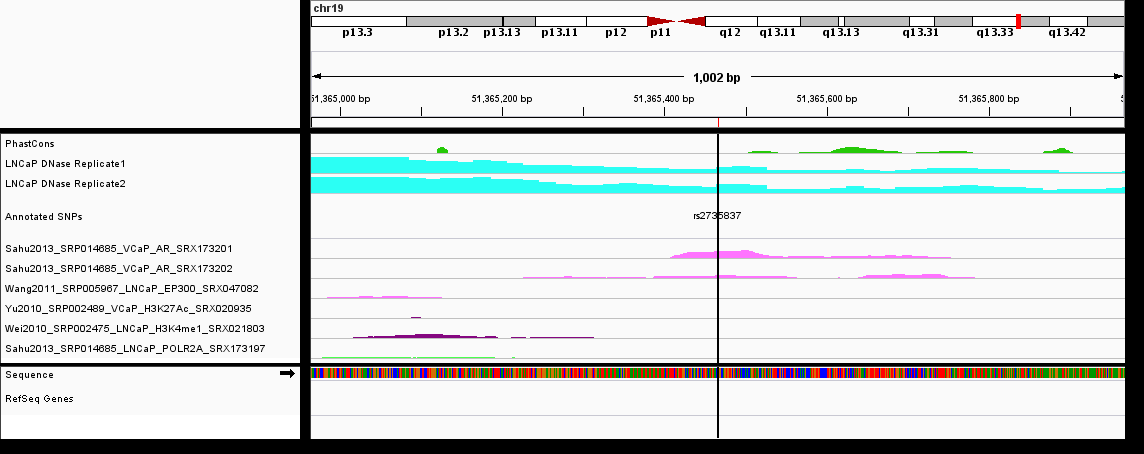 chr19
p13.3 p13.2 p13.13 p13.11 p12 p11 q12 q13.11 q13.13 q13.31 q13.33 q13.42
1,002 bp
51,365,000 bp 51,365,200 bp 51,365,400 bp 51,365,600 bp 51,365,800 bp
PhastCons
LNCaP DNase Replicate1
LNCaP DNase Replicate2
Annotated SNPs
rs2735837
Sahu2013_SRP014685_VCaP_AR_SRX173201
Sahu2013_SRP014685_VCaP_AR_SRX173202
Wang2011_SRP005967_LNCaP_EP300_SRX047082
Yu2010_SRP002489_VCaP_H3K27Ac_SRX020935
Wei2010_SRP002475_LNCaP_H3K4me1_SRX021803
Sahu2013_SRP014685_LNCaP_POLR2A_SRX173197
Sequence
RefSeq Genes